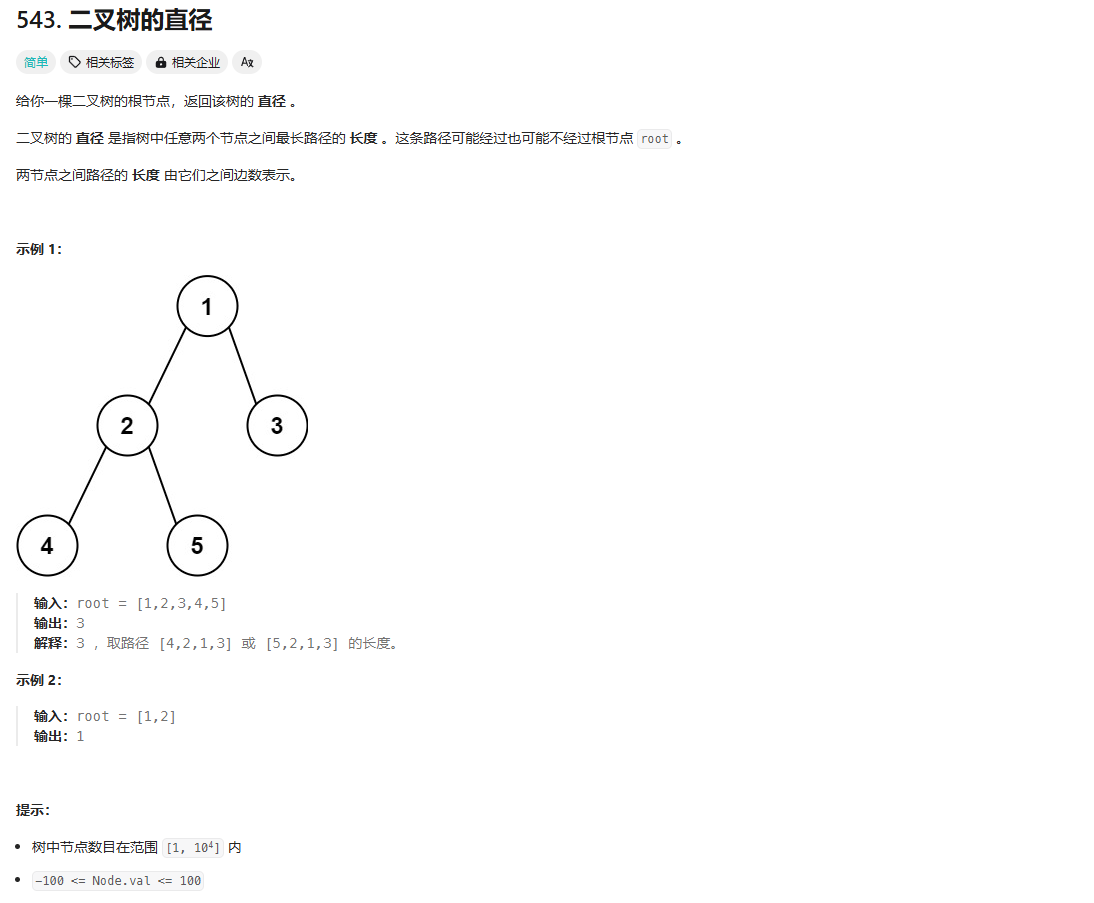 543. 二叉树的直径
简单 相关标签 相关企业 A文
给你一棵二叉树的根节点，返回该树的 直径 。
二叉树的 直径 是指树中任意两个节点之间最长路径的 长度 。这条路径可能经过也可能不经过根节点 root 。
两节点之间路径的 长度 由它们之间边数表示。
示例 1：
1
2 3
4 5
输入：root = [1,2,3,4,5]
输出：3
解释：3 ，取路径 [4,2,1,3] 或 [5,2,1,3] 的长度。
示例 2：
输入：root = [1,2]
输出：1
提示：
• 树中节点数目在范围 [1, 10⁴] 内
• -100 <= Node.val <= 100